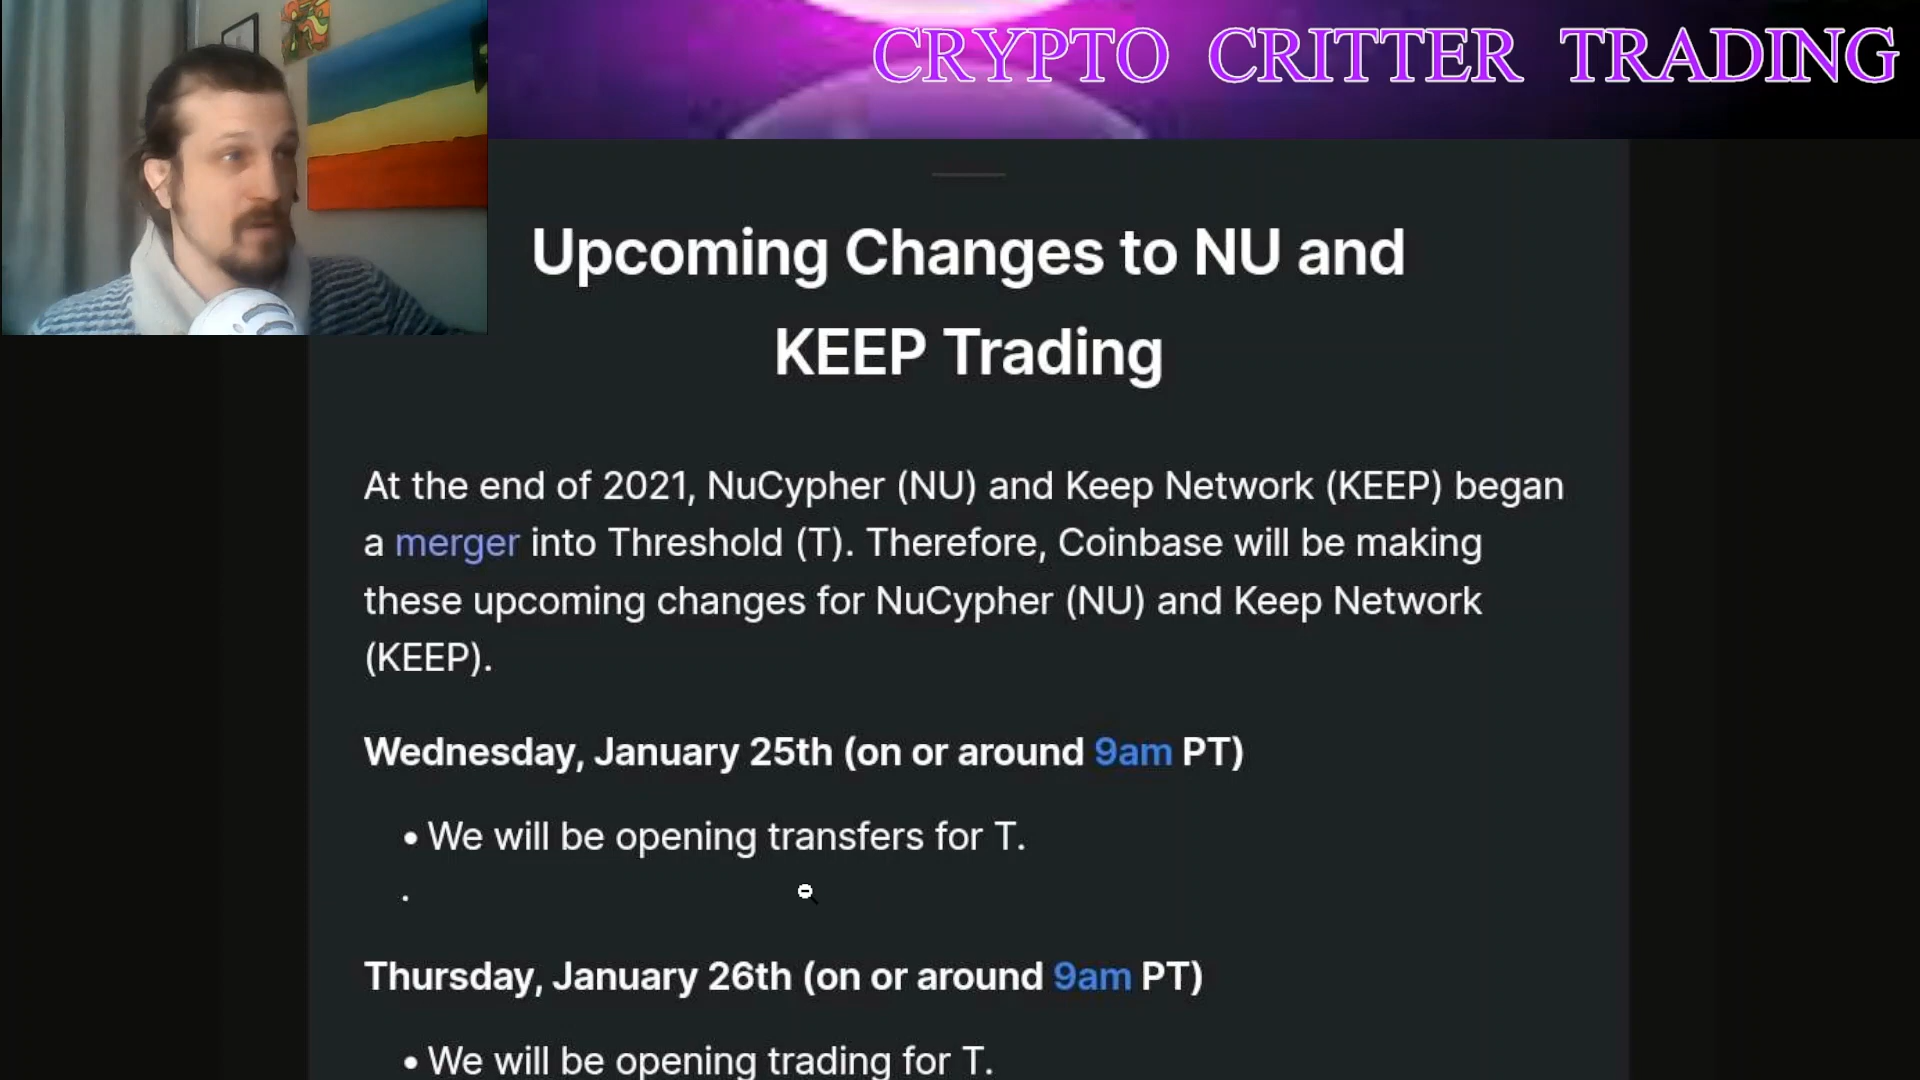 CRYPTO CRITTER TRADING
Upcoming Changes to NU and
KEEP Trading
At the end of 2021, NuCypher (NU) and Keep Network (KEEP) began
a merger into Threshold (T). Therefore, Coinbase will be making
these upcoming changes for NuCypher (NU) and Keep Network
(KEEP).
Wednesday, January 25th (on or around 9am PT)
• We will be opening transfers for T.
.
Thursday, January 26th (on or around 9am PT)
• We will be opening trading for T.